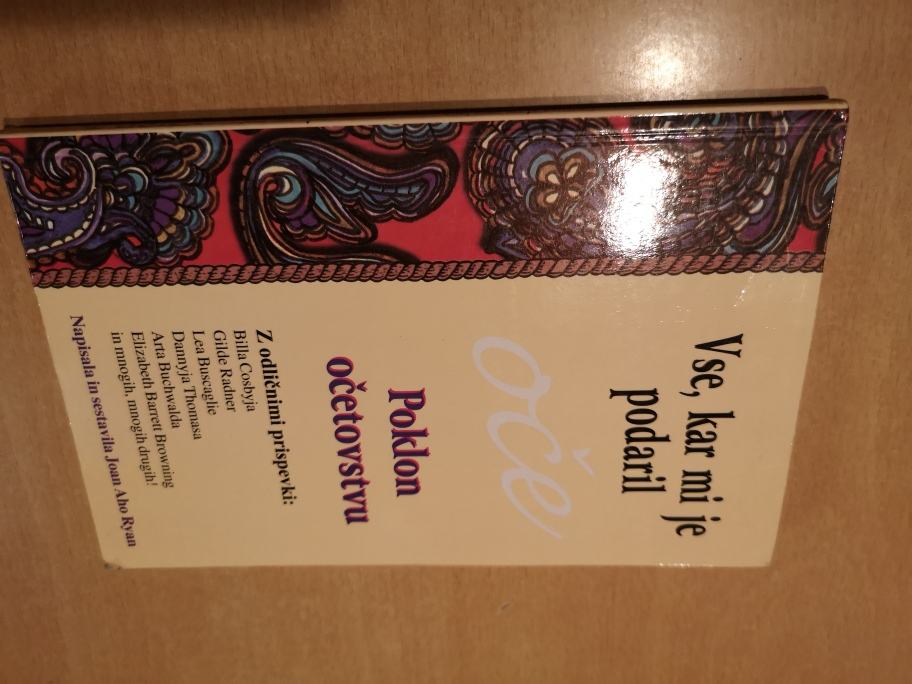 Vse, kar mi je
podaril
oče
Poklon
očetovstvu
Z odličnimi prispevki:
Billa Cosbyja
Gilde Radner
Lea Buscaglie
Dannyja Thomasa
Arta Buchwalda
Elizabeth Barrett Browning
in mnogih, mnogih drugih!
Napisala in sestavila Joan Aho Ryan